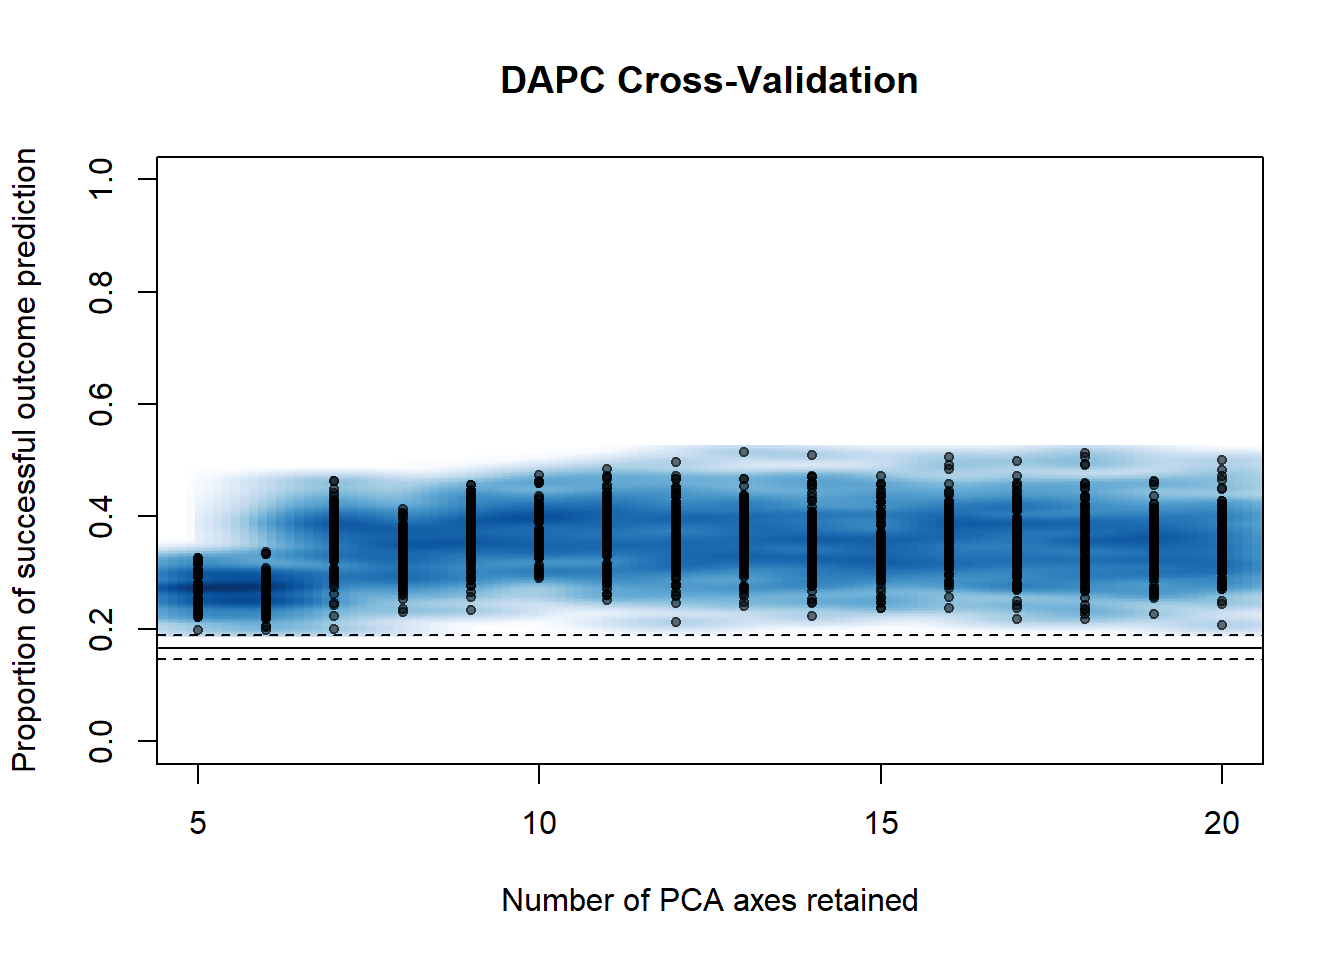 DAPC Cross-Validation
Proportion of successful outcome prediction
1.0
0.8
0.6
0.4
0.2
0.0
5 10 15 20
Number of PCA axes retained